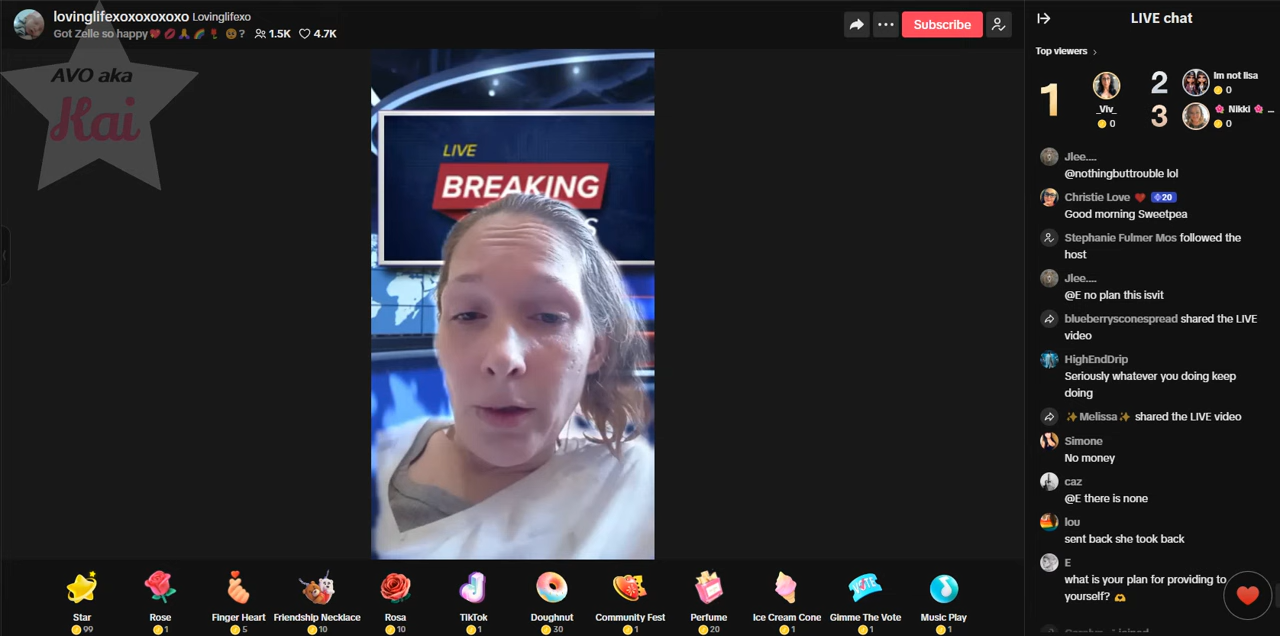 lovinglifexoxoxoxoxo Lovinglifexo
Got Zelle so happy ? 1.5K 4.7K
Subscribe
AVO aka
Kai
LIVE
BREAKING
S
LIVE chat
Top viewers >
1
_Viv_
0
2
Im not lisa
0
3
Nikki _ ...
0
Jlee....
@nothingbuttrouble lol
Christie Love 20
Good morning Sweetpea
Stephanie Fulmer Mos followed the
host
Jlee....
@E no plan this isvit
blueberrysconespread shared the LIVE
video
HighEndDrip
Seriously whatever you doing keep
doing
Melissa shared the LIVE video
Simone
No money
caz
@E there is none
lou
sent back she took back
E
what is your plan for providing to
yourself?
joined
Star
99
Rose
1
Finger Heart
5
Friendship Necklace
10
Rosa
10
TikTok
1
Doughnut
30
Community Fest
1
Perfume
20
Ice Cream Cone
1
VOTE
Gimme The Vote
1
Music Play
1